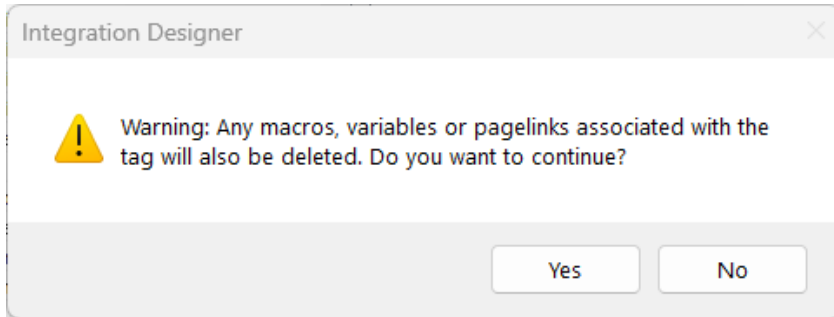 Integration Designer
Warning: Any macros, variables or pagelinks associated with the
tag will also be deleted. Do you want to continue?
Yes
No